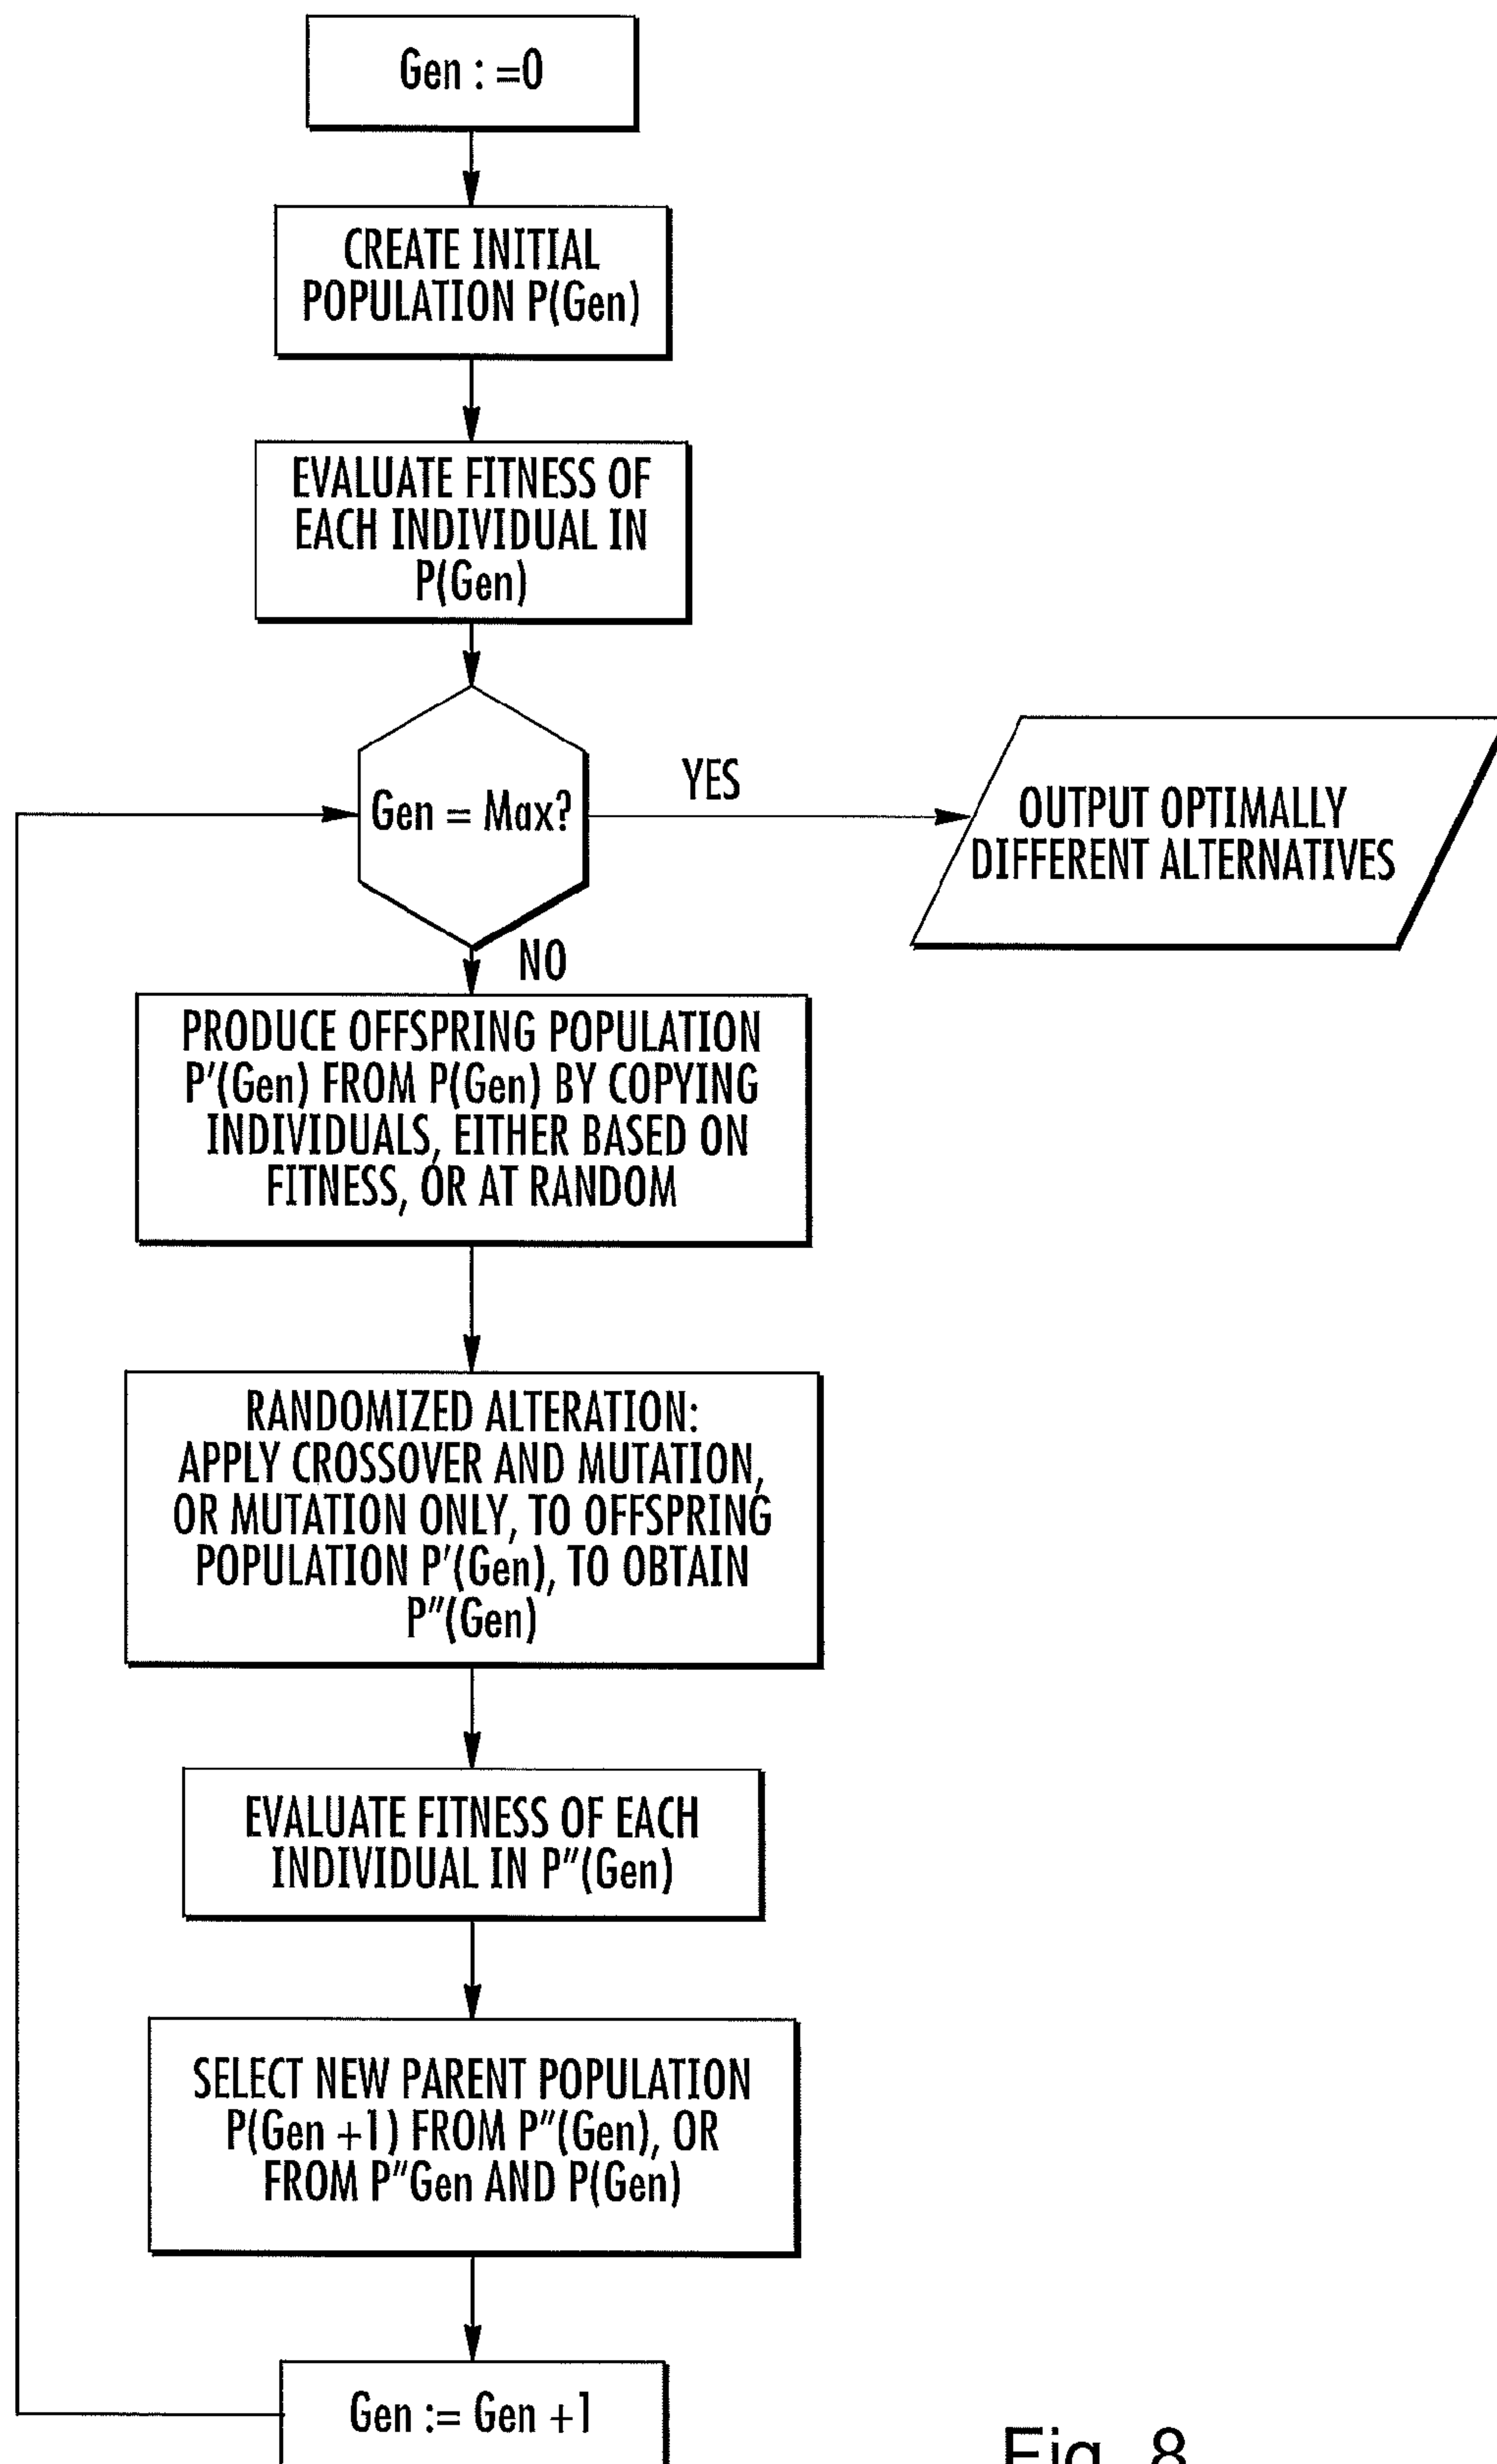 Gen : =0
CREATE INITIAL
POPULATION P(Gen)
EVALUATE FITNESS OF
EACH INDIVIDUAL IN
P(Gen)
Gen = Max?
YES
OUTPUT OPTIMALLY
DIFFERENT ALTERNATIVES
NO
PRODUCE OFFSPRING POPULATION
P'(Gen) FROM P(Gen) BY COPYING
INDIVIDUALS, EITHER BASED ON
FITNESS, OR AT RANDOM
RANDOMIZED ALTERATION:
APPLY CROSSOVER AND MUTATION,
OR MUTATION ONLY, TO OFFSPRING
POPULATION P'(Gen), TO OBTAIN
P"(Gen)
EVALUATE FITNESS OF EACH
INDIVIDUAL IN P"(Gen)
SELECT NEW PARENT POPULATION
P(Gen +1) FROM P"(Gen), OR
FROM P"Gen AND P(Gen)
Gen := Gen +1
Fig. 8